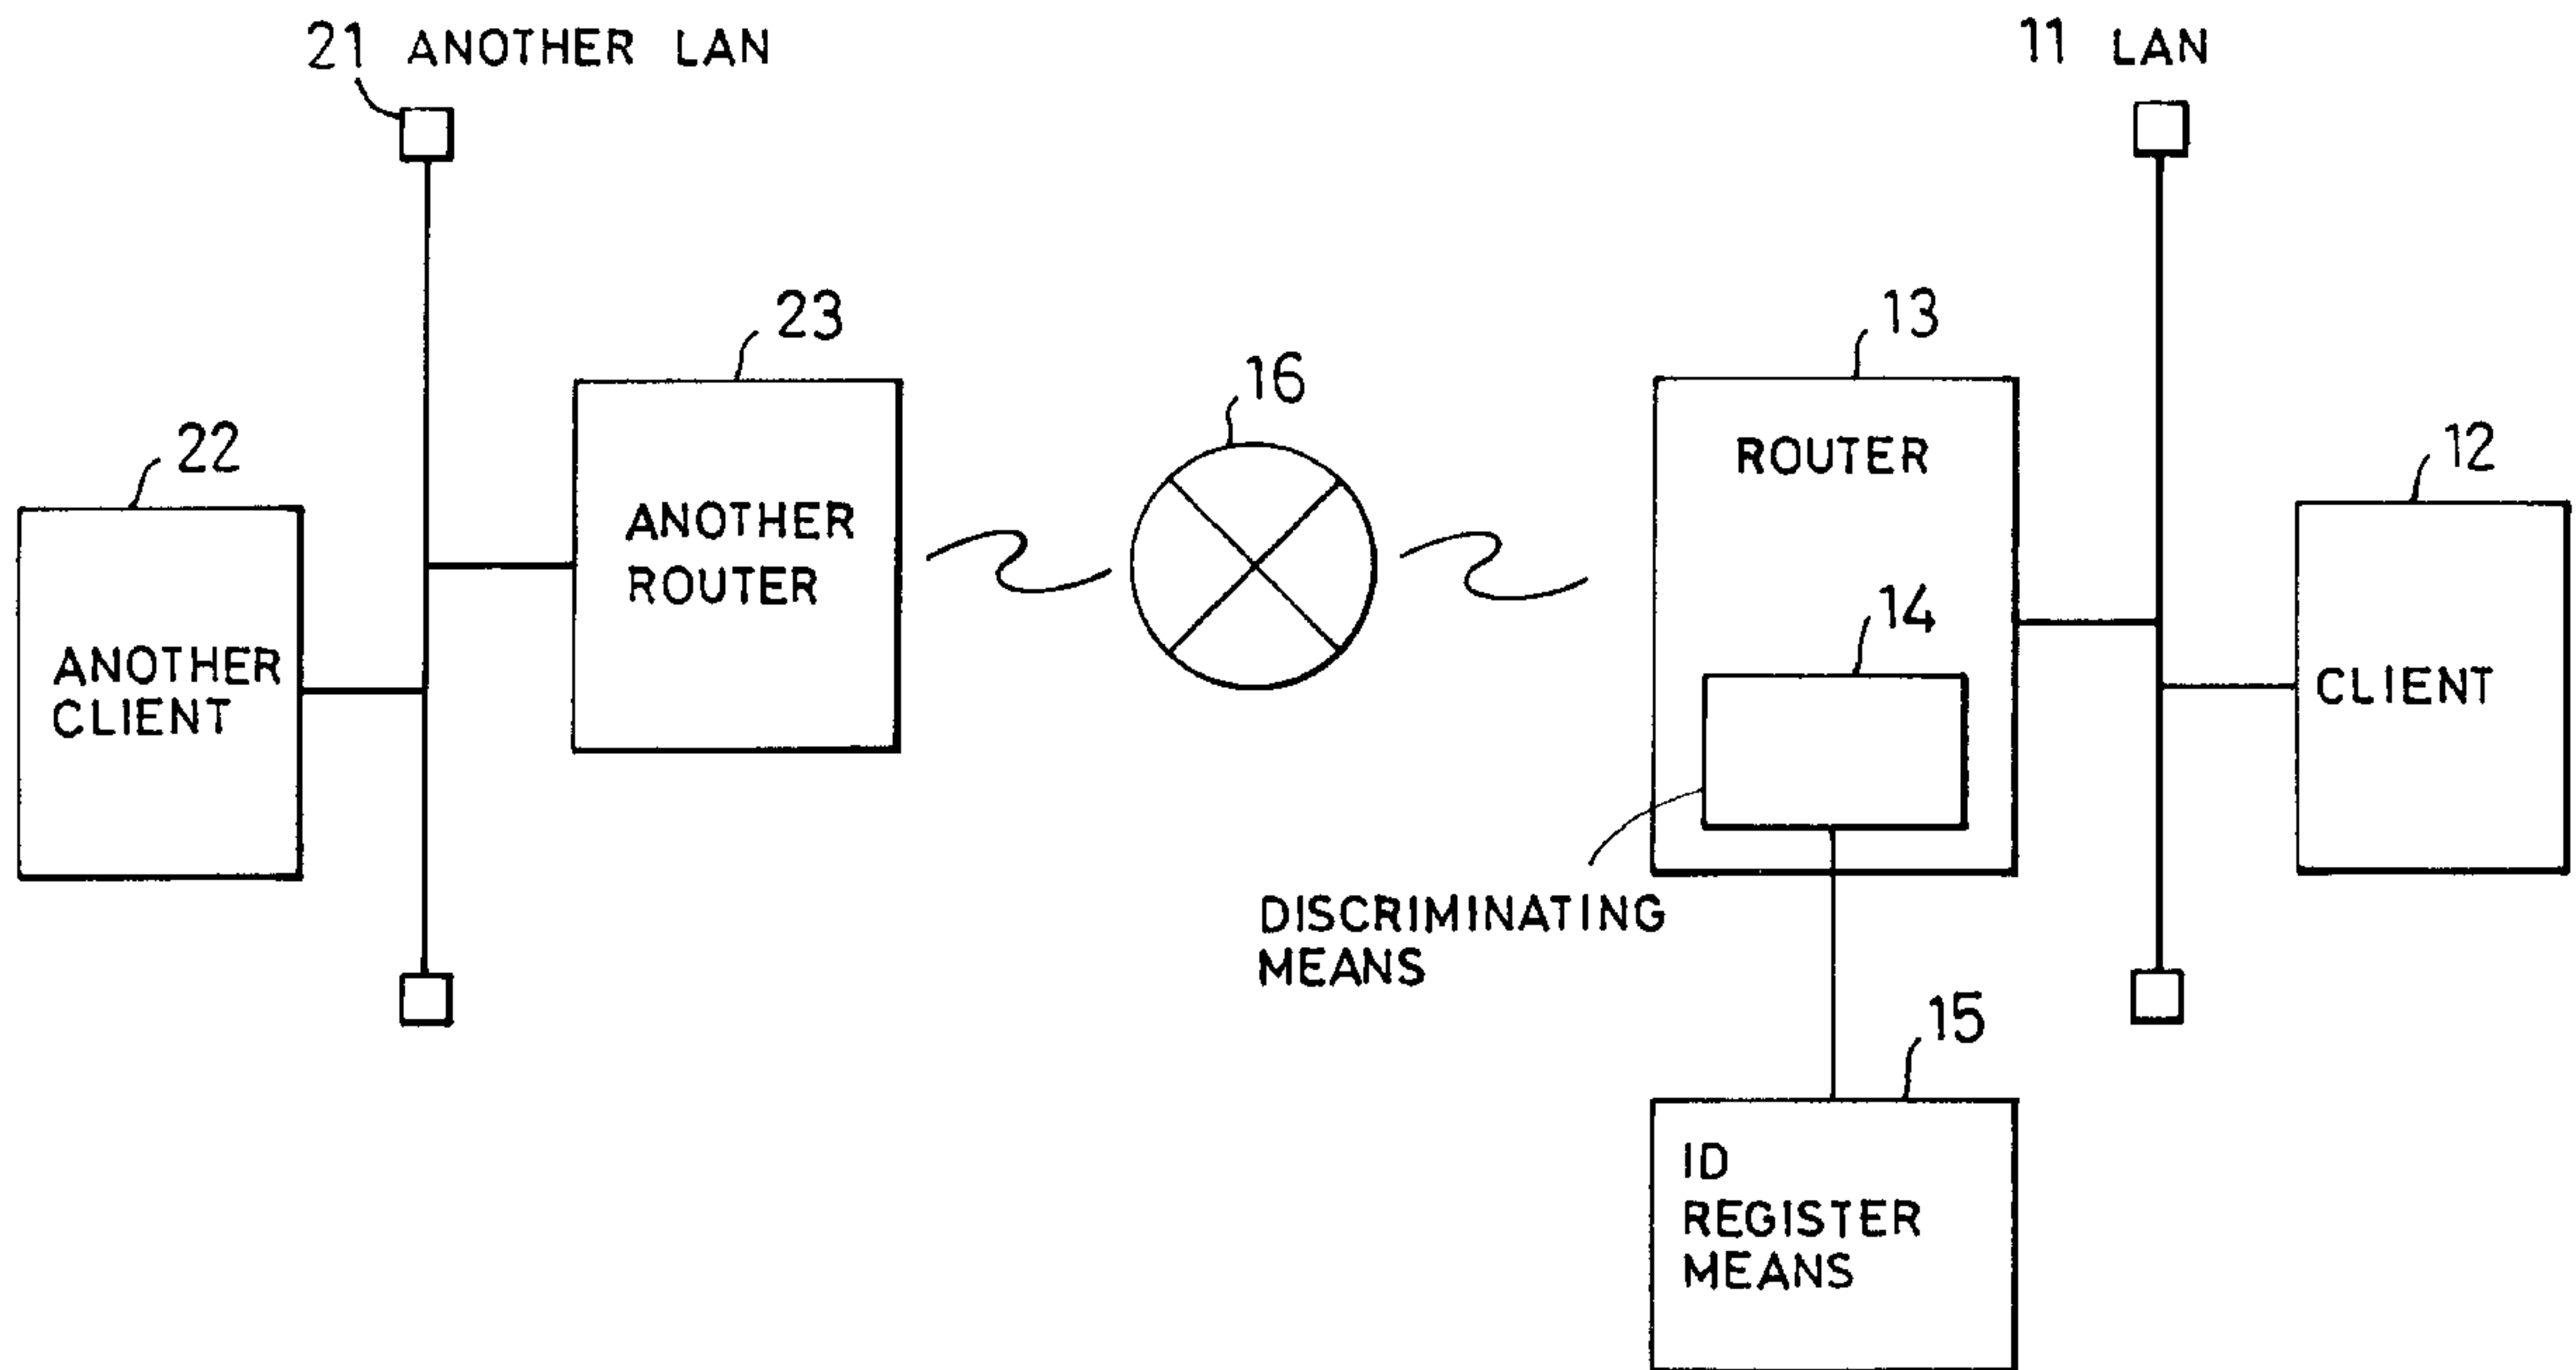 21 ANOTHER LAN
11 LAN
23
13
16
22
12
ROUTER
ANOTHER
ROUTER
14
ANOTHER
CLIENT
CLIENT
DISCRIMINATING
MEANS
15
ID
REGISTER
MEANS